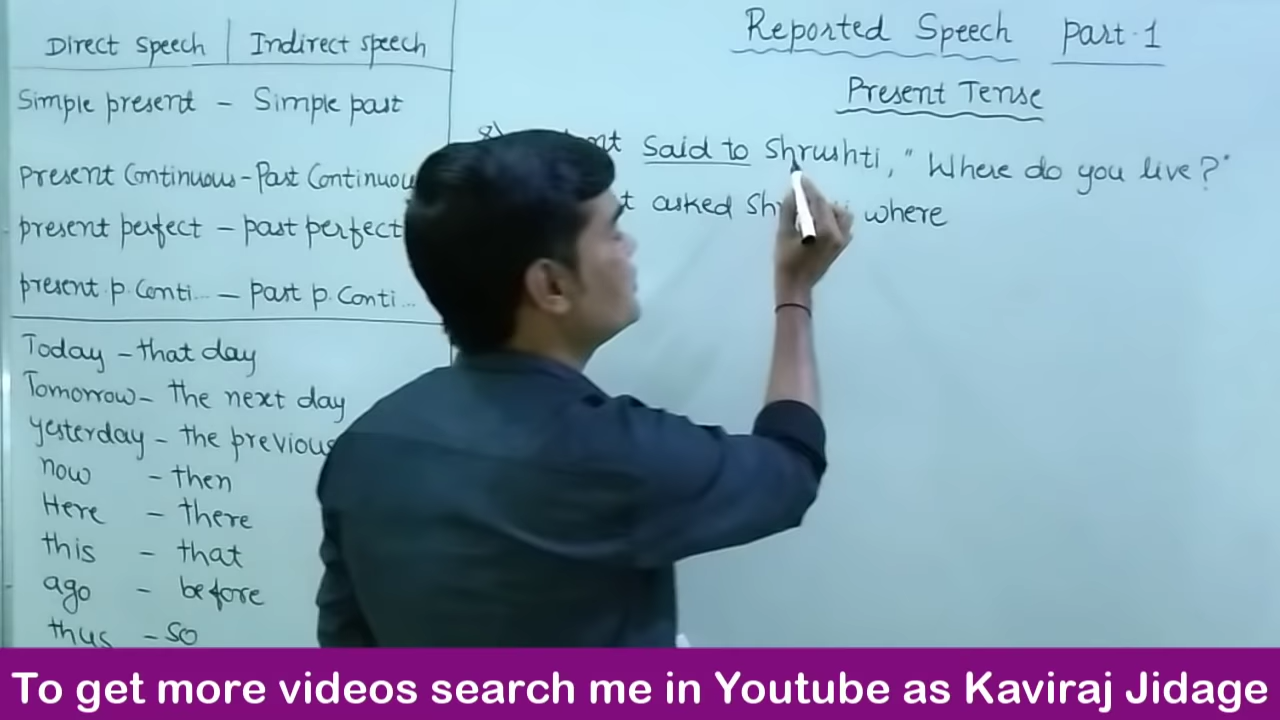 Direct Speech | Indirect speech
Simple present - Simple past
present Continuous - Past Continuou
present perfect - past perfect
present p. Conti... - Past p. Conti...
Today - that day
Tomorrow - The next day
yesterday - the previous
now - then
Here - there
this - that
ago - before
thus - so
Reported Speech Part-1
Present Tense
8) said to Shrushti, "Where do you live?"
asked where
To get more videos search me in Youtube as Kaviraj Jidage